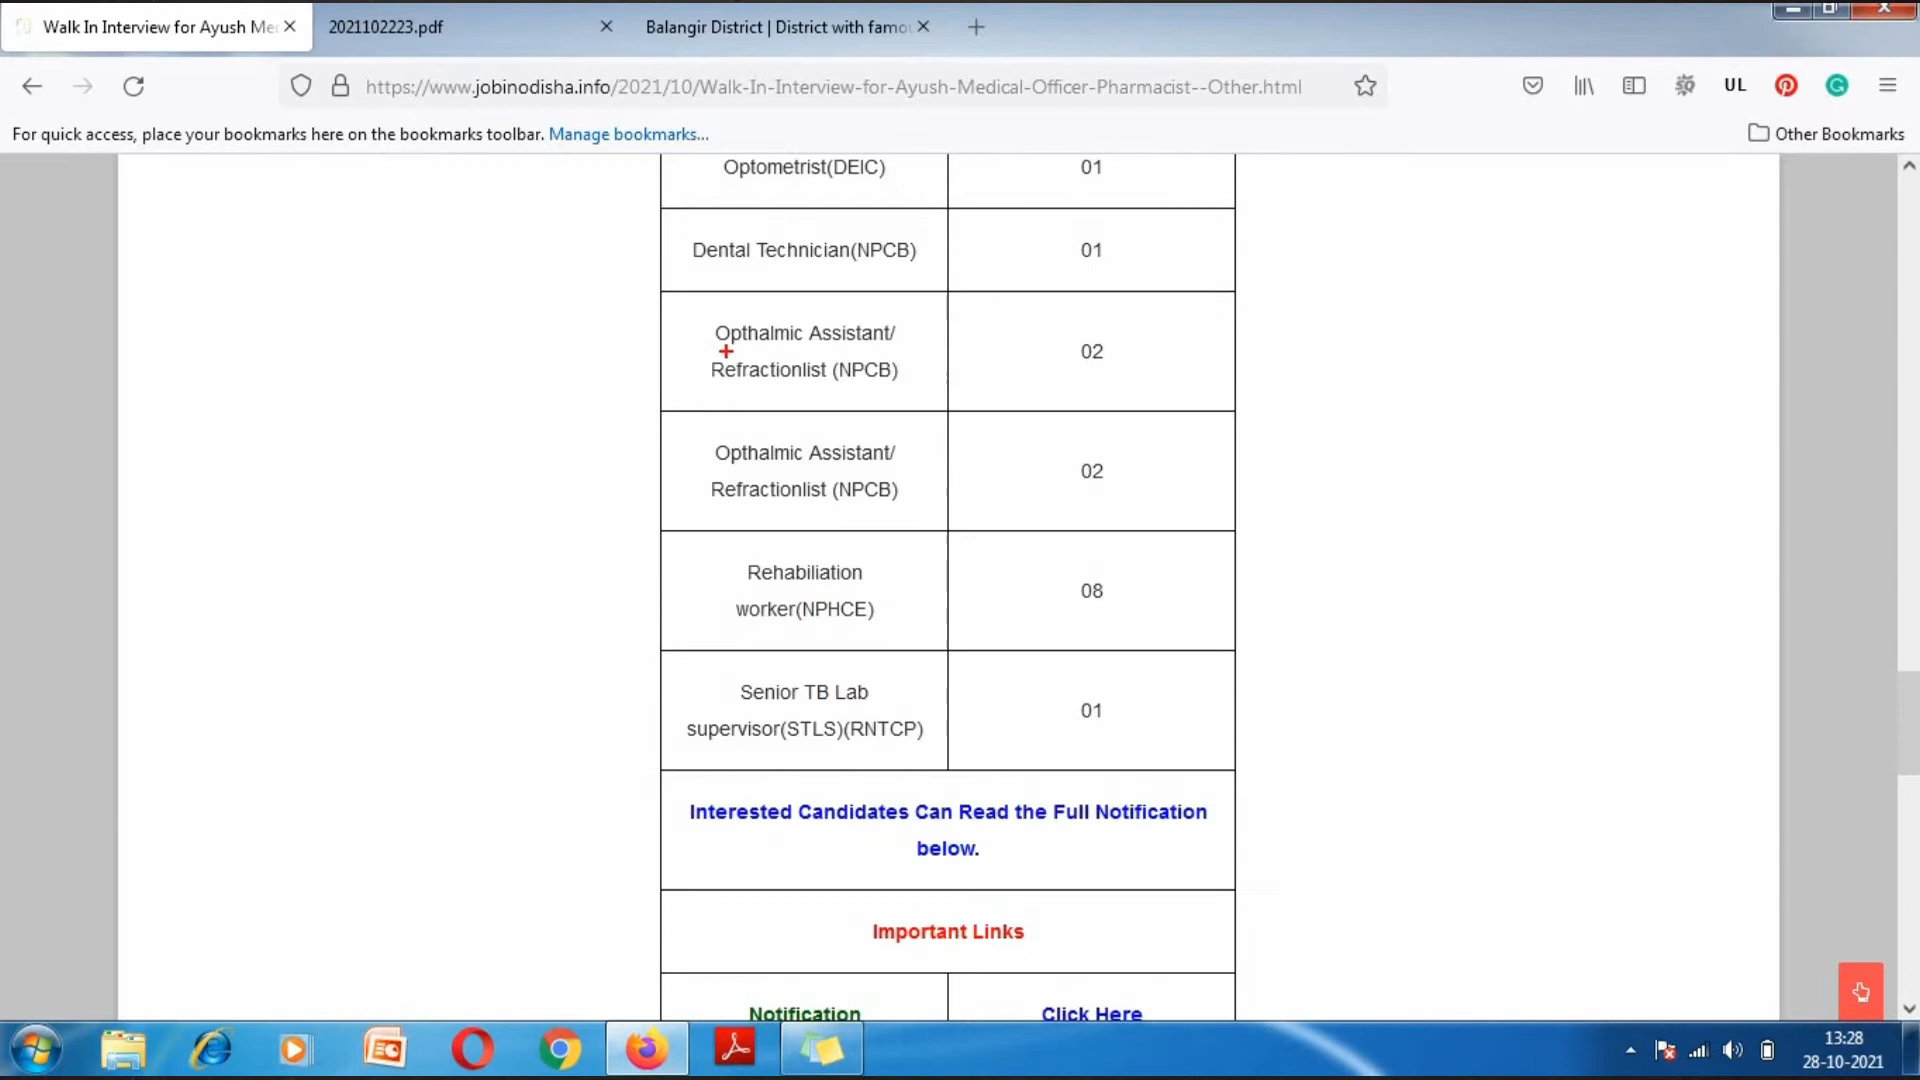 Walk In Interview for Ayush Me
2021102223.pdf
Balangir District | District with famo
https://www.jobinodisha.info/2021/10/Walk-In-Interview-for-Ayush-Medical-Officer-Pharmacist--Other.html
UL
For quick access, place your bookmarks here on the bookmarks toolbar. Manage bookmarks...
Other Bookmarks
Optometrist(DEIC)
01
Dental Technician(NPCB)
01
Opthalmic Assistant/
Refractionlist (NPCB)
02
Opthalmic Assistant/
Refractionlist (NPCB)
02
Rehabiliation
worker(NPHCE)
08
Senior TB Lab
supervisor(STLS)(RNTCP)
01
Interested Candidates Can Read the Full Notification
below.
Important Links
Notification
Click Here
13:28
28-10-2021